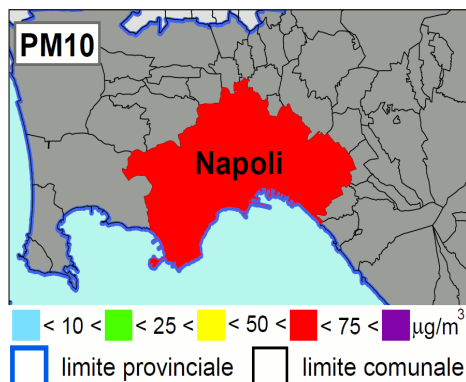 PM10
Napoli
< 10 < < 25 < < 50 < < 75 < μg/m³
limite provinciale limite comunale